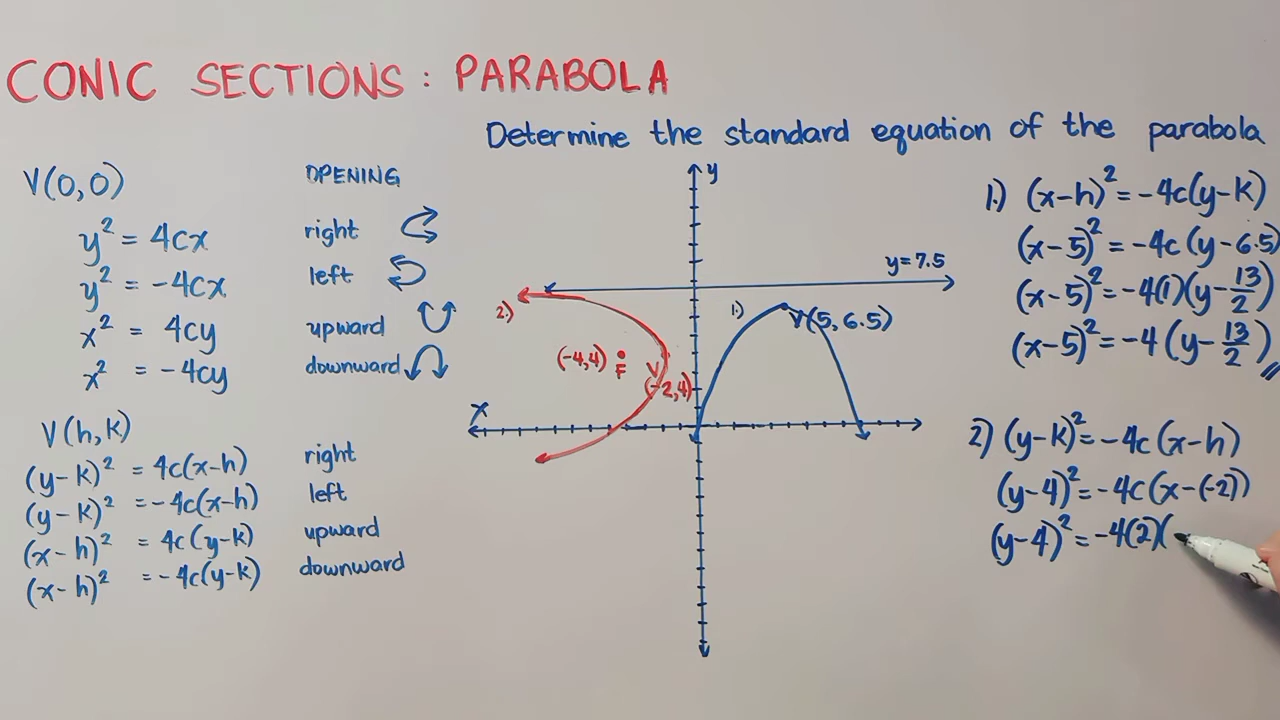 CONIC SECTIONS: PARABOLA
Determine the standard equation of the parabola
V(0,0) OPENING
y² = 4cx right
y² = -4cx left
x² = 4cy upward
x² = -4cy downward
V(h,k)
(y-k)² = 4c(x-h) right
(y-k)² = -4c(x-h) left
(x-h)² = 4c(y-k) upward
(x-h)² = -4c(y-k) downward
y
y=7.5
2.)
1.)
V(5,6.5)
(-4,4) F
V
(-2,4)
x
1.) (x-h)² = -4c(y-k)
(x-5)² = -4c(y-6.5)
(x-5)² = -4(1)(y-13/2)
(x-5)² = -4(y-13/2)
2) (y-k)² = -4c(x-h)
(y-4)² = -4c(x-(-2))
(y-4)² = -4(2)(